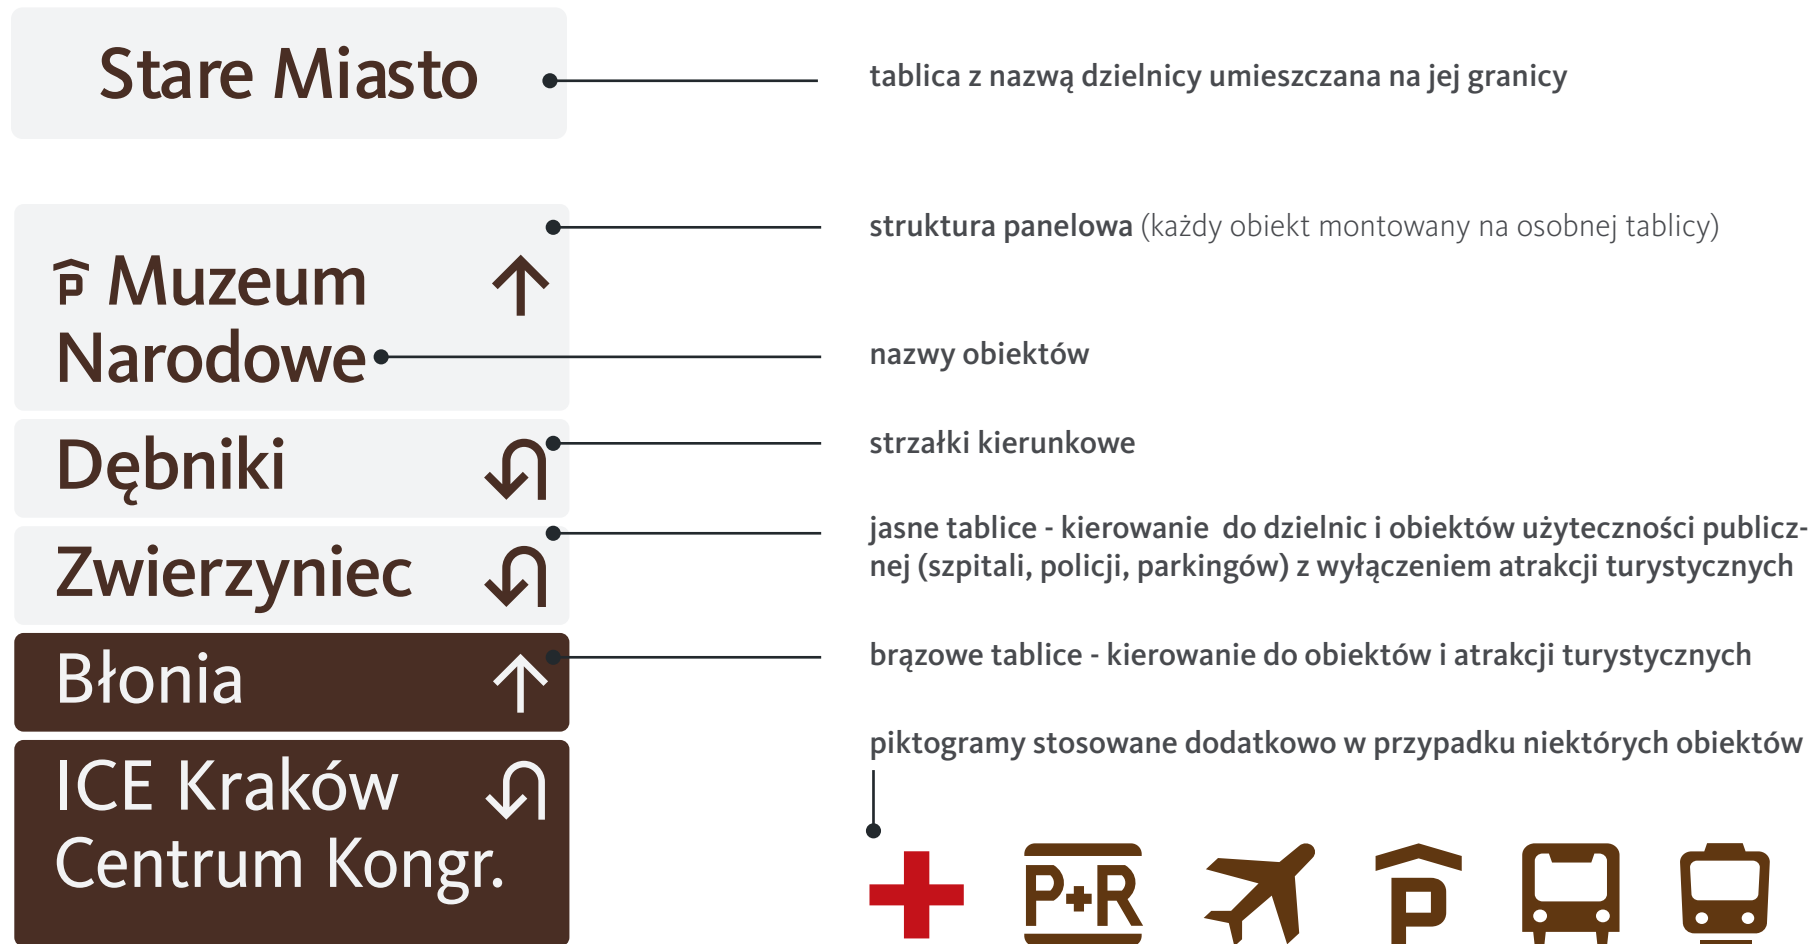 Stare Miasto
tablica z nazwą dzielnicy umieszczana na jej granicy
struktura panelowa (każdy obiekt montowany na osobnej tablicy)
P Muzeum
Narodowe
nazwy obiektów
Dębniki
strzałki kierunkowe
Zwierzyniec
jasne tablice - kierowanie do dzielnic i obiektów użyteczności publicz-
nej (szpitali, policji, parkingów) z wyłączeniem atrakcji turystycznych
Błonia
brązowe tablice - kierowanie do obiektów i atrakcji turystycznych
ICE Kraków
Centrum Kongr.
piktogramy stosowane dodatkowo w przypadku niektórych obiektów
P+R P